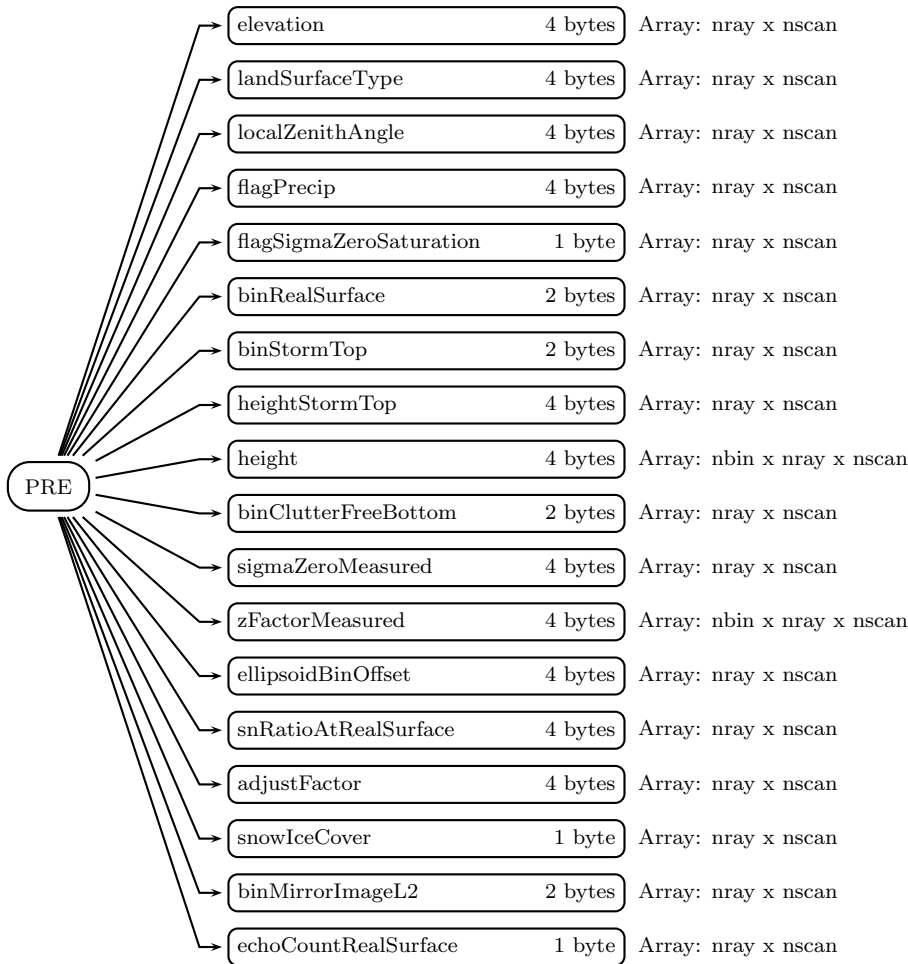 elevation 4 bytes Array: nray x nscan
landSurfaceType 4 bytes Array: nray x nscan
localZenithAngle 4 bytes Array: nray x nscan
flagPrecip 4 bytes Array: nray x nscan
flagSigmaZeroSaturation 1 byte Array: nray x nscan
binRealSurface 2 bytes Array: nray x nscan
binStormTop 2 bytes Array: nray x nscan
heightStormTop 4 bytes Array: nray x nscan
height 4 bytes Array: nbin x nray x nscan
PRE
binClutterFreeBottom 2 bytes Array: nray x nscan
sigmaZeroMeasured 4 bytes Array: nray x nscan
zFactorMeasured 4 bytes Array: nbin x nray x nscan
ellipsoidBinOffset 4 bytes Array: nray x nscan
snRatioAtRealSurface 4 bytes Array: nray x nscan
adjustFactor 4 bytes Array: nray x nscan
snowIceCover 1 byte Array: nray x nscan
binMirrorImageL2 2 bytes Array: nray x nscan
echoCountRealSurface 1 byte Array: nray x nscan